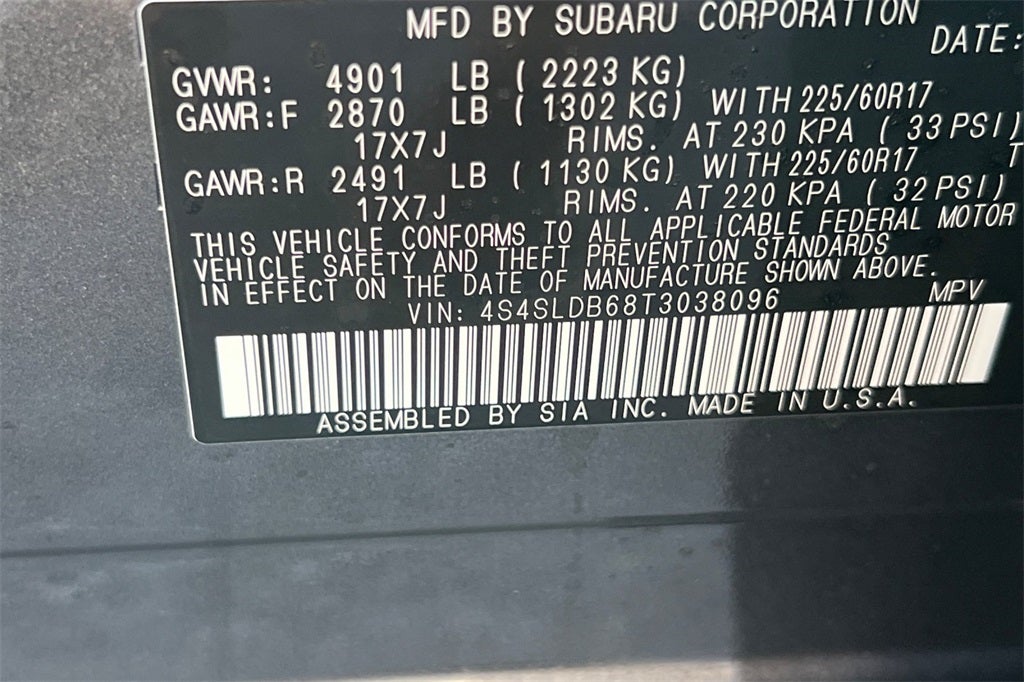 MFD BY SUBARU CORPORATION
DATE:
GVWR: 4901 LB ( 2223 KG)
GAWR:F 2870 LB ( 1302 KG) WITH 225/60R17
17X7J RIMS. AT 230 KPA ( 33 PSI)
GAWR:R 2491 LB ( 1130 KG) WITH 225/60R17 T
17X7J RIMS. AT 220 KPA ( 32 PSI)
THIS VEHICLE CONFORMS TO ALL APPLICABLE FEDERAL MOTOR
VEHICLE SAFETY AND THEFT PREVENTION STANDARDS
IN EFFECT ON THE DATE OF MANUFACTURE SHOWN ABOVE.
VIN: 4S4SLDB68T3038096 MPV
ASSEMBLED BY SIA INC. MADE IN U.S.A.